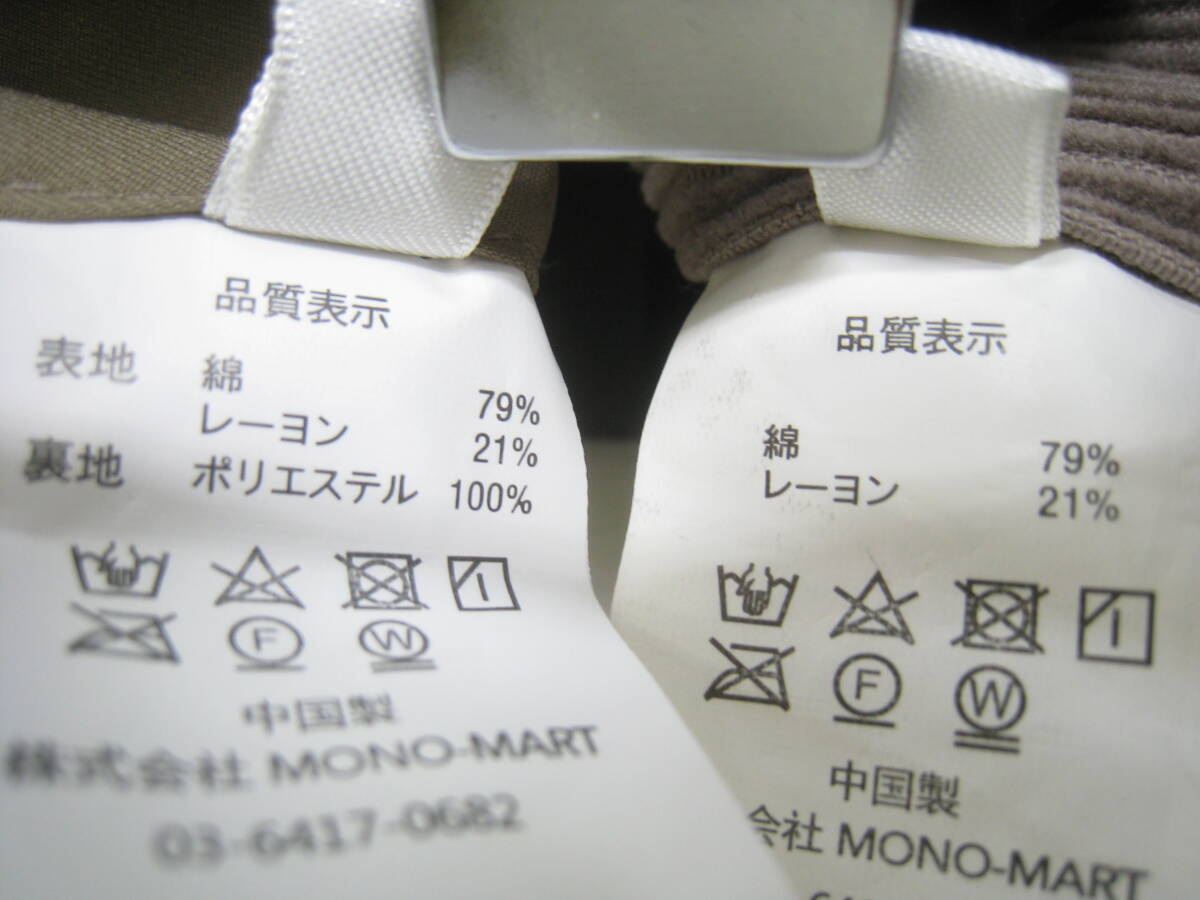 品質表示
表地 綿 79%
レーヨン 21%
裏地 ポリエステル 100%
F W
中国製
株式会社 MONO-MART
03-6417-0682
品質表示
綿 79%
レーヨン 21%
F W
中国製
会社 MONO-MART